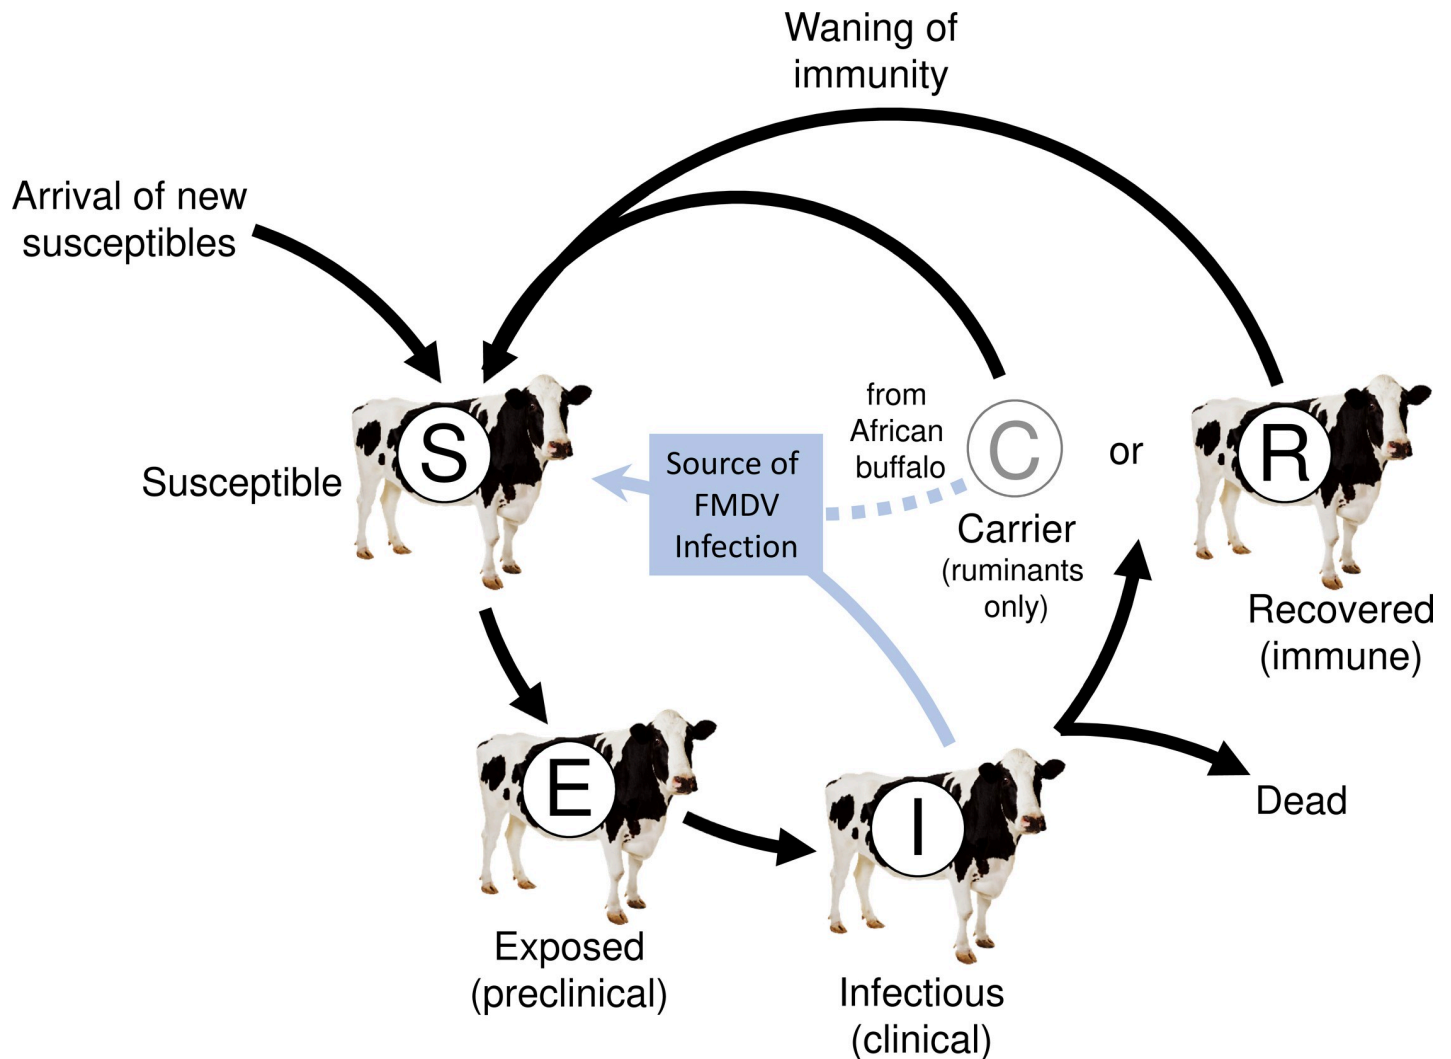 Waning of
immunity
Arrival of new
susceptibles
S
Susceptible
Source of
FMDV
Infection
from
African
buffalo
C
Carrier
(ruminants
only)
or
R
Recovered
(immune)
E
Exposed
(preclinical)
I
Infectious
(clinical)
Dead